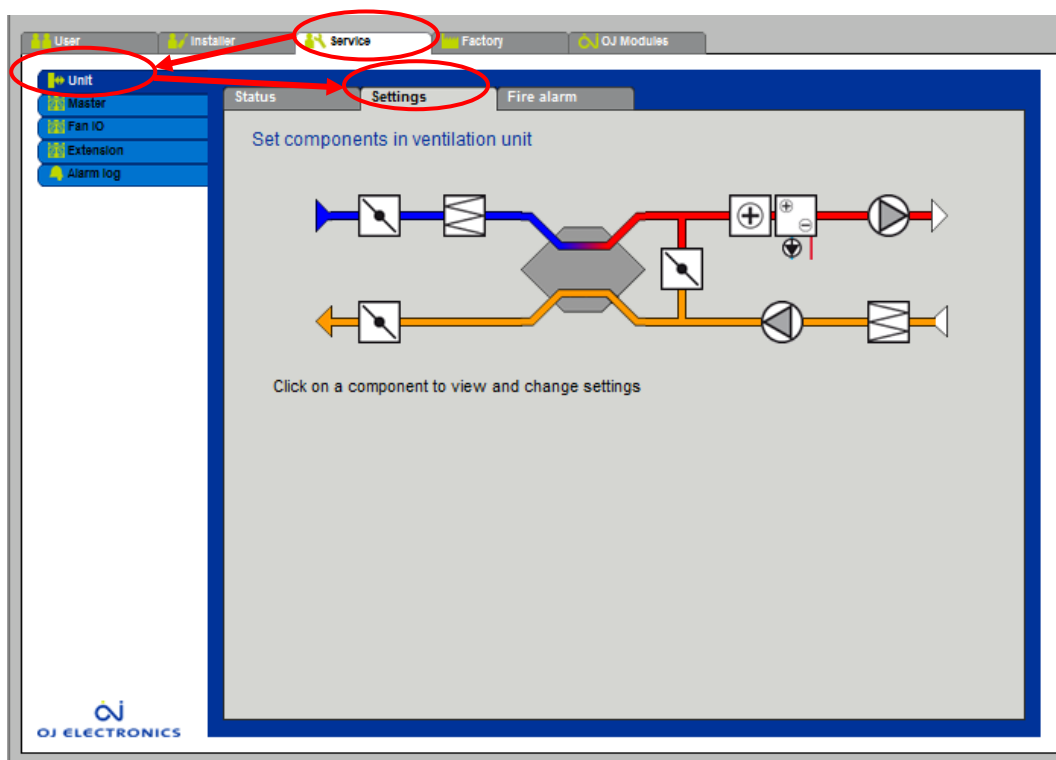 User Installer Service Factory OJ Modules
Unit
Master
Fan IO
Extension
Alarm log
Status Settings Fire alarm
Set components in ventilation unit
Click on a component to view and change settings
OJ ELECTRONICS